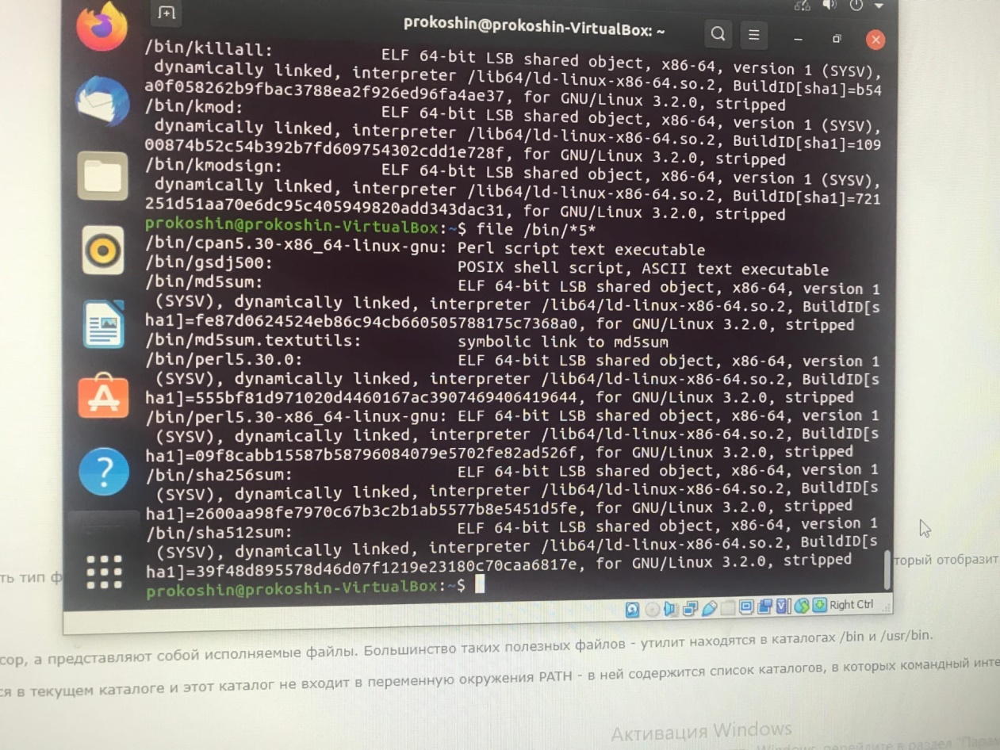 prokoshin@prokoshin-VirtualBox: ~
/bin/killall: ELF 64-bit LSB shared object, x86-64, version 1 (SYSV),
dynamically linked, interpreter /lib64/ld-linux-x86-64.so.2, BuildID[sha1]=b54
a0f058262b9fbac3788ea2f926ed96fa4ae37, for GNU/Linux 3.2.0, stripped
/bin/kmod: ELF 64-bit LSB shared object, x86-64, version 1 (SYSV),
dynamically linked, interpreter /lib64/ld-linux-x86-64.so.2, BuildID[sha1]=109
00874b52c54b392b7fd609754302cdd1e728f, for GNU/Linux 3.2.0, stripped
/bin/kmodsign: ELF 64-bit LSB shared object, x86-64, version 1 (SYSV),
dynamically linked, interpreter /lib64/ld-linux-x86-64.so.2, BuildID[sha1]=721
251d51aa70e6dc95c405949820add343dac31, for GNU/Linux 3.2.0, stripped
prokoshin@prokoshin-VirtualBox:~$ file /bin/*5*
/bin/cpan5.30-x86_64-linux-gnu: Perl script text executable
/bin/gsdj500: POSIX shell script, ASCII text executable
/bin/md5sum: ELF 64-bit LSB shared object, x86-64, version 1
(SYSV), dynamically linked, interpreter /lib64/ld-linux-x86-64.so.2, BuildID[s
ha1]=fe87d0624524eb86c94cb660505788175c7368a0, for GNU/Linux 3.2.0, stripped
/bin/md5sum.textutils: symbolic link to md5sum
/bin/perl5.30.0: ELF 64-bit LSB shared object, x86-64, version 1
(SYSV), dynamically linked, interpreter /lib64/ld-linux-x86-64.so.2, BuildID[s
ha1]=555bf81d971020d4460167ac3907469406419644, for GNU/Linux 3.2.0, stripped
/bin/perl5.30-x86_64-linux-gnu: ELF 64-bit LSB shared object, x86-64, version 1
(SYSV), dynamically linked, interpreter /lib64/ld-linux-x86-64.so.2, BuildID[s
ha1]=09f8cabb15587b58796084079e5702fe82ad526f, for GNU/Linux 3.2.0, stripped
/bin/sha256sum: ELF 64-bit LSB shared object, x86-64, version 1
(SYSV), dynamically linked, interpreter /lib64/ld-linux-x86-64.so.2, BuildID[s
ha1]=2600aa98fe7970c67b3c2b1ab5577b8e5451d5fe, for GNU/Linux 3.2.0, stripped
/bin/sha512sum: ELF 64-bit LSB shared object, x86-64, version 1
(SYSV), dynamically linked, interpreter /lib64/ld-linux-x86-64.so.2, BuildID[s
ha1]=39f48d895578d46d07f1219e23180c70caa6817e, for GNU/Linux 3.2.0, stripped
prokoshin@prokoshin-VirtualBox:~$
Right Ctrl
ть тип ф торый отобразит
сор, а представляют собой исполняемые файлы. Большинство таких полезных файлов - утилит находятся в каталогах /bin и /usr/bin.
ся в текущем каталоге и этот каталог не входит в переменную окружения PATH - в ней содержится список каталогов, в которых командный инте
Активация Windows